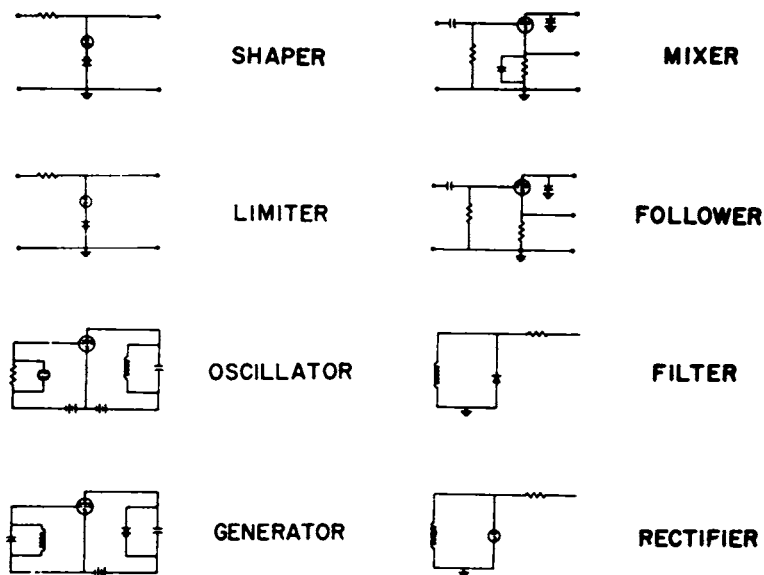 SHAPER
MIXER
LIMITER
FOLLOWER
OSCILLATOR
FILTER
GENERATOR
RECTIFIER